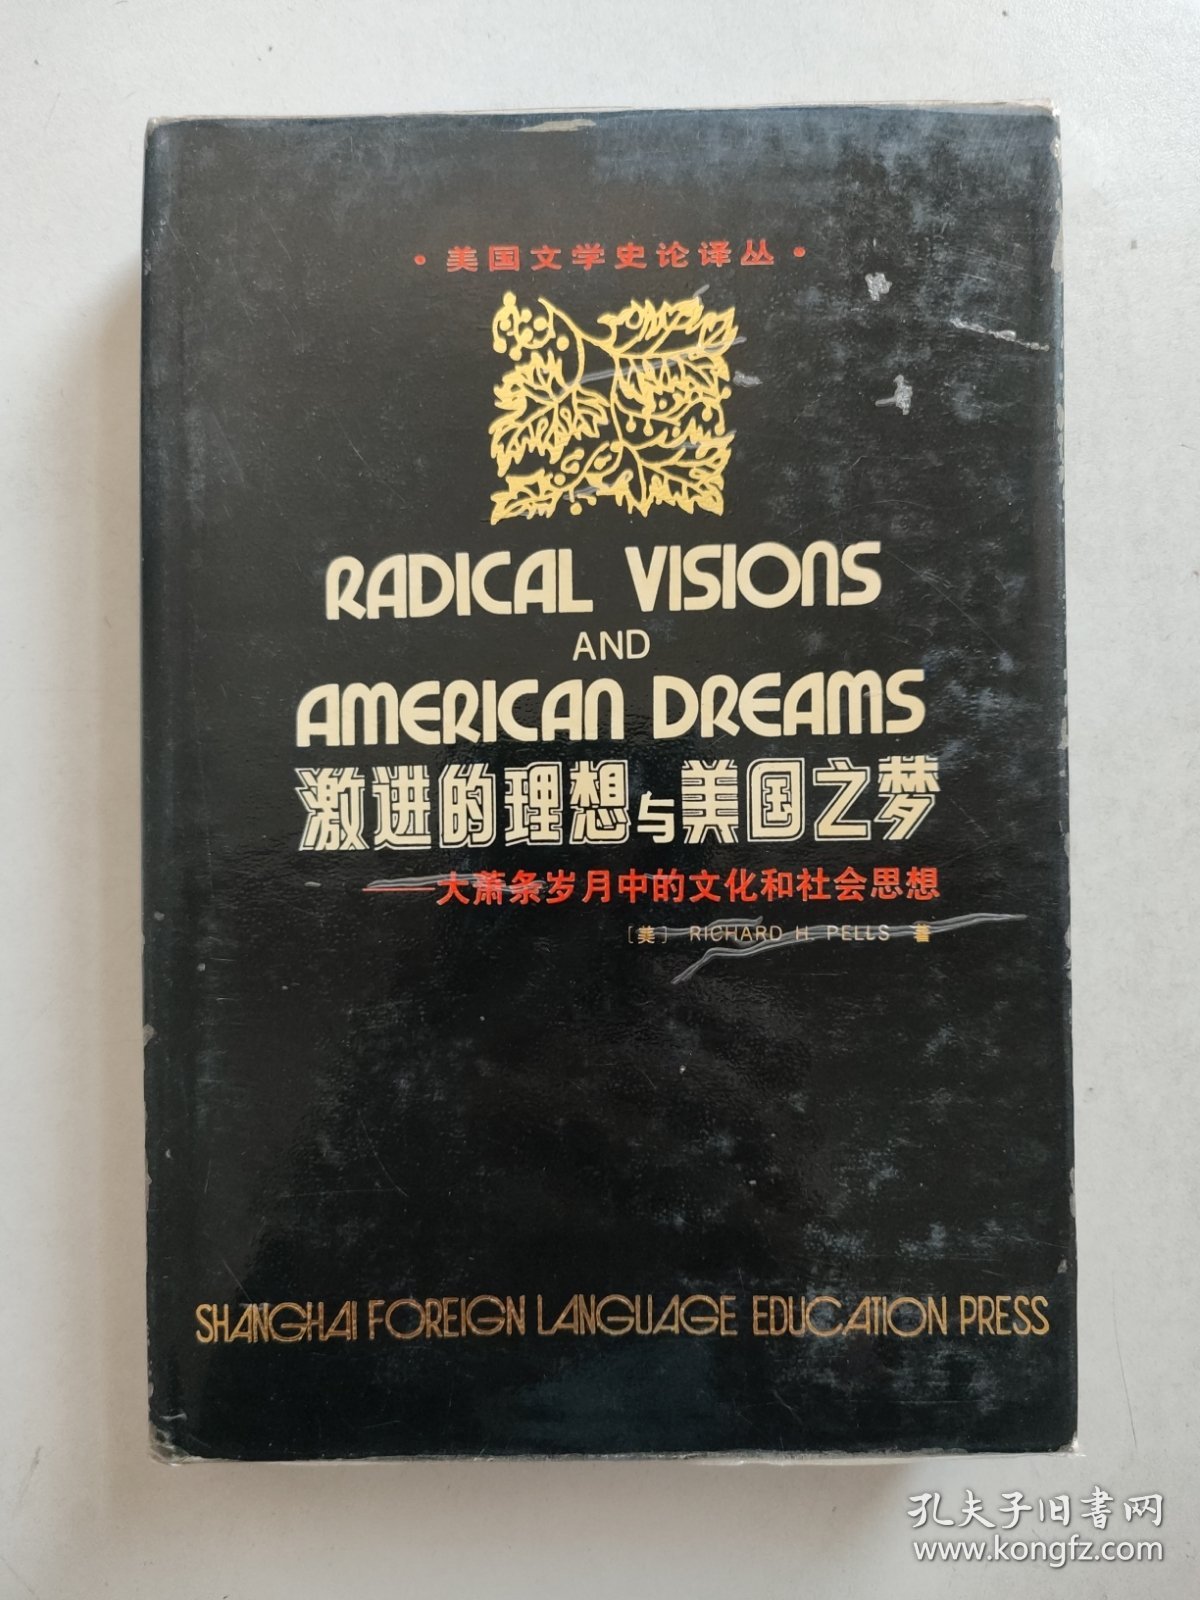 ·美国文学史论译丛·
RADICAL VISIONS
AND
AMERICAN DREAMS
激进的理想与美国之梦
——大萧条岁月中的文化和社会思想
[美] RICHARD H. PELLS 著
SHANGHAI FOREIGN LANGUAGE EDUCATION PRESS
孔夫子旧书网
www.kongfz.com